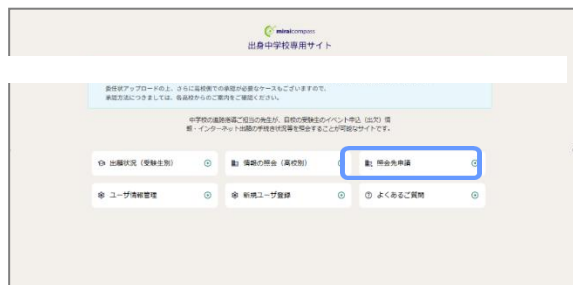 miraicompass
出身中学校専用サイト
委任状アップロードの上、さらに高校側での承認が必要なケースもございますので、
承認方法につきましては、各高校からのご案内をご確認ください。
中学校の進路指導ご担当の先生が、自校の受験生のイベント申込（出欠）情
報・インターネット出願の手続き状況等を照会することが可能なサイトです。
出願状況（受験生別）
情報の照会（高校別）
照会先申請
ユーザ情報管理
新規ユーザ登録
よくあるご質問